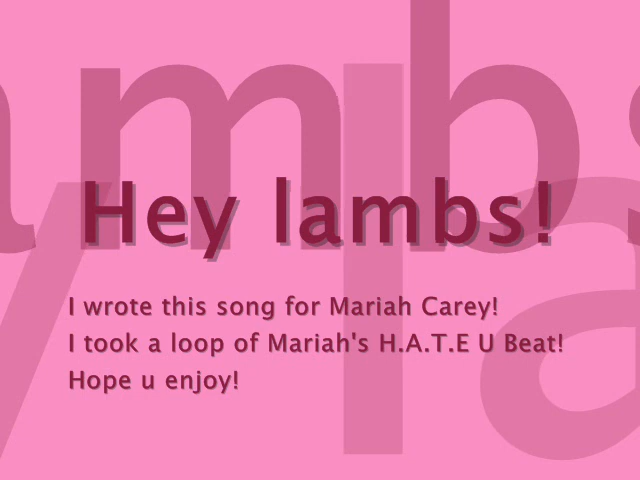 Hey lambs!
I wrote this song for Mariah Carey!
I took a loop of Mariah's H.A.T.E U Beat!
Hope u enjoy!